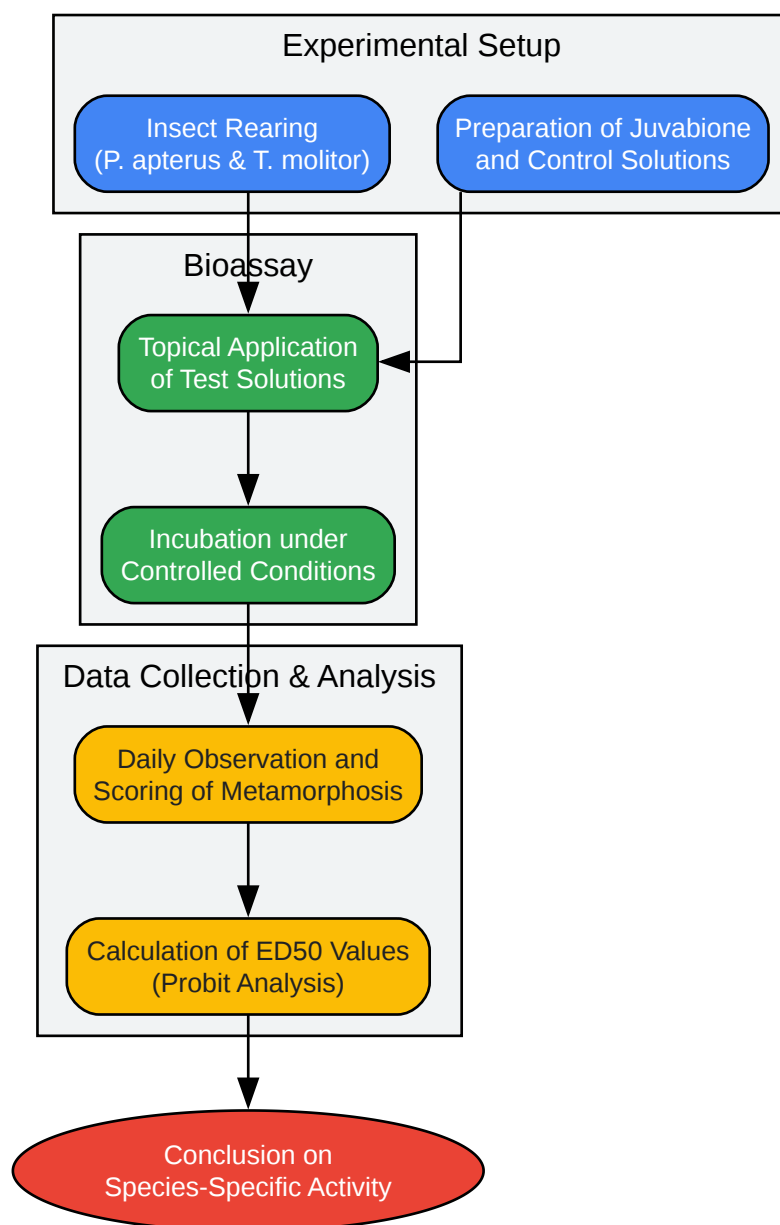 Experimental Setup
Insect Rearing
(P. apterus & T. molitor)
Preparation of Juvabione
and Control Solutions
Bioassay
Topical Application
of Test Solutions
Incubation under
Controlled Conditions
Data Collection & Analysis
Daily Observation and
Scoring of Metamorphosis
Calculation of ED50 Values
(Probit Analysis)
Conclusion on
Species-Specific Activity